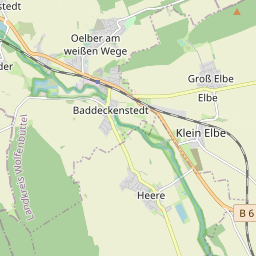 stedt
Oelber am
weißen Wege
der
Groß Elbe
Elbe
Baddeckenstedt
Klein Elbe
Landkreis Wolfenbüttel
Heere
B 6